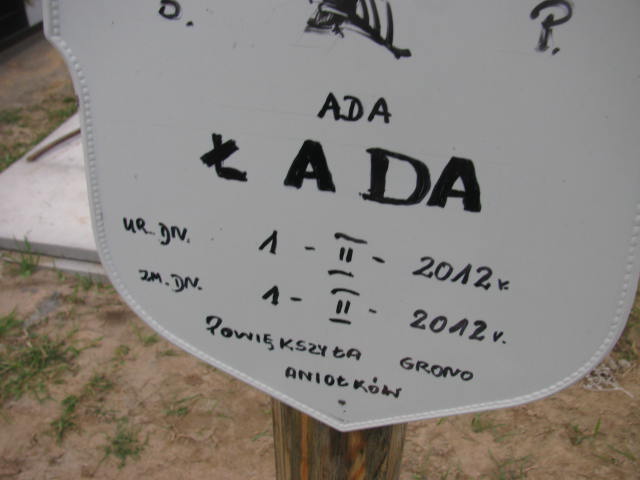 Ś. P.
ADA
ŁADA
UR. DN. 1 - II - 2012 r.
ZM. DN. 1 - II - 2012 r.
POWIĘKSZYŁA GRONO
ANIOŁKÓW